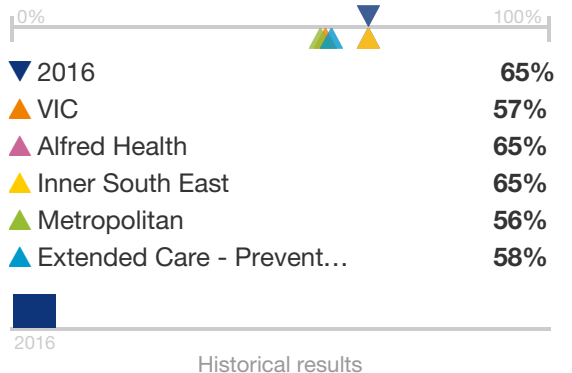 0% 100%
2016 65%
VIC 57%
Alfred Health 65%
Inner South East 65%
Metropolitan 56%
Extended Care - Prevent… 58%
2016
Historical results